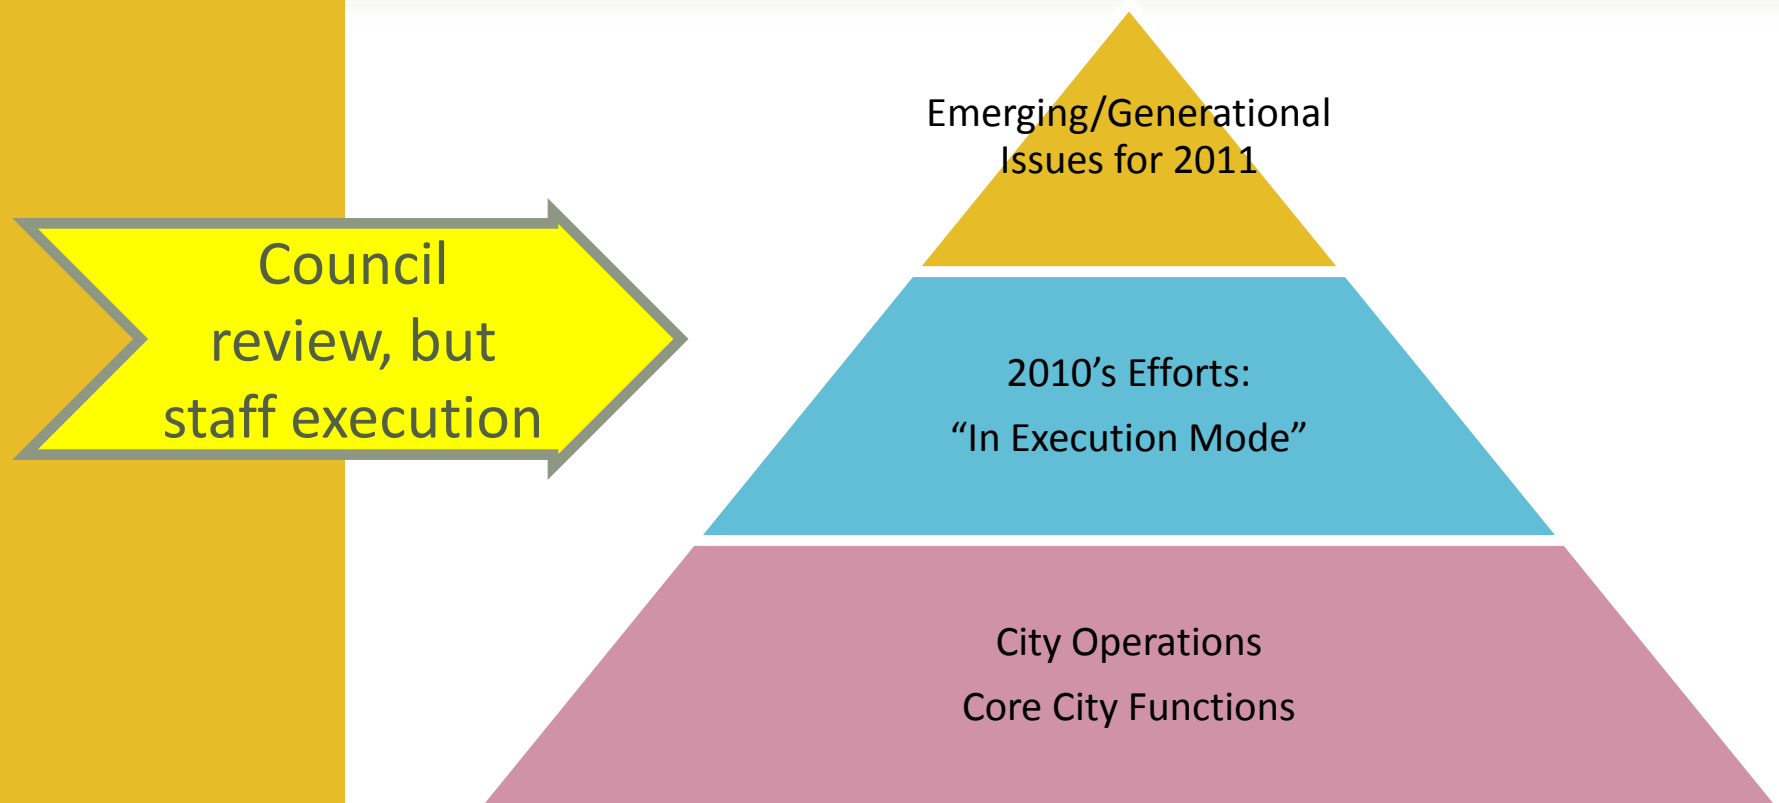 Council
review, but
staff execution
Emerging/Generational
Issues for 2011
2010’s Efforts:
“In Execution Mode”
City Operations
Core City Functions